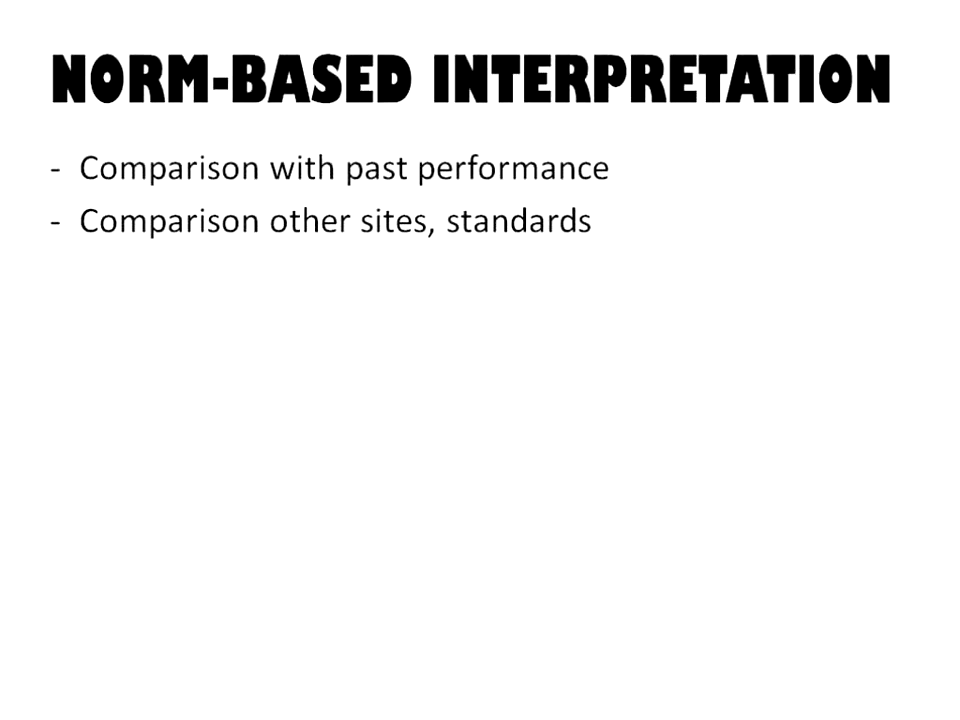 NORM-BASED INTERPRETATION
- Comparison with past performance
- Comparison other sites, standards